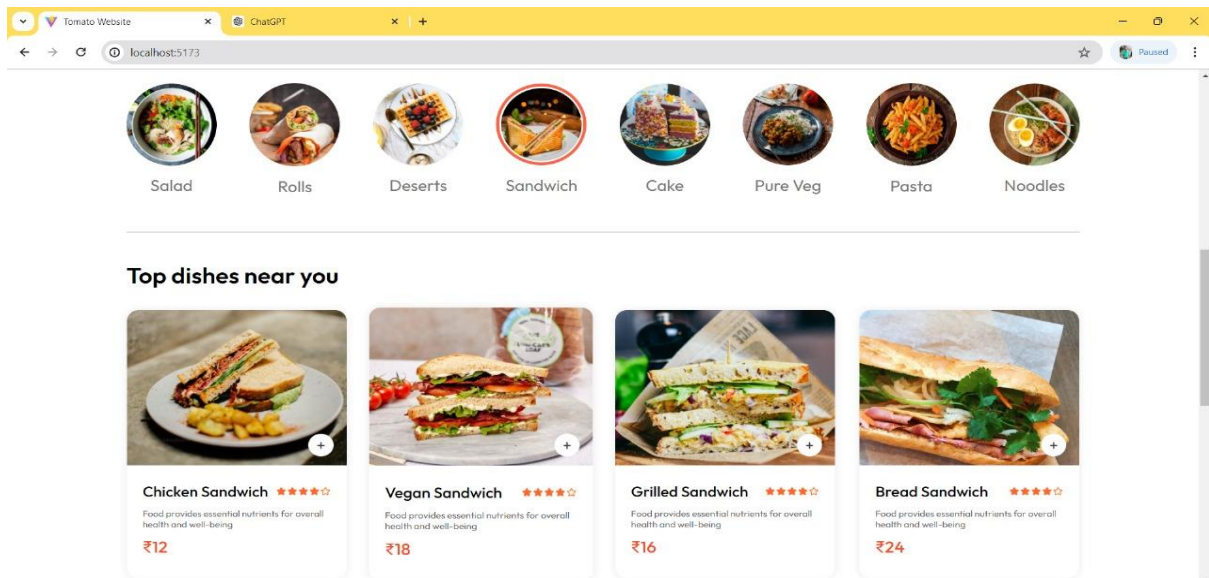 Tomato Website
ChatGPT
localhost:5173
Paused
Salad Rolls Deserts Sandwich Cake Pure Veg Pasta Noodles
Top dishes near you
Chicken Sandwich
Food provides essential nutrients for overall
health and well-being
₹12
Vegan Sandwich
Food provides essential nutrients for overall
health and well-being
₹18
Grilled Sandwich
Food provides essential nutrients for overall
health and well-being
₹16
Bread Sandwich
Food provides essential nutrients for overall
health and well-being
₹24